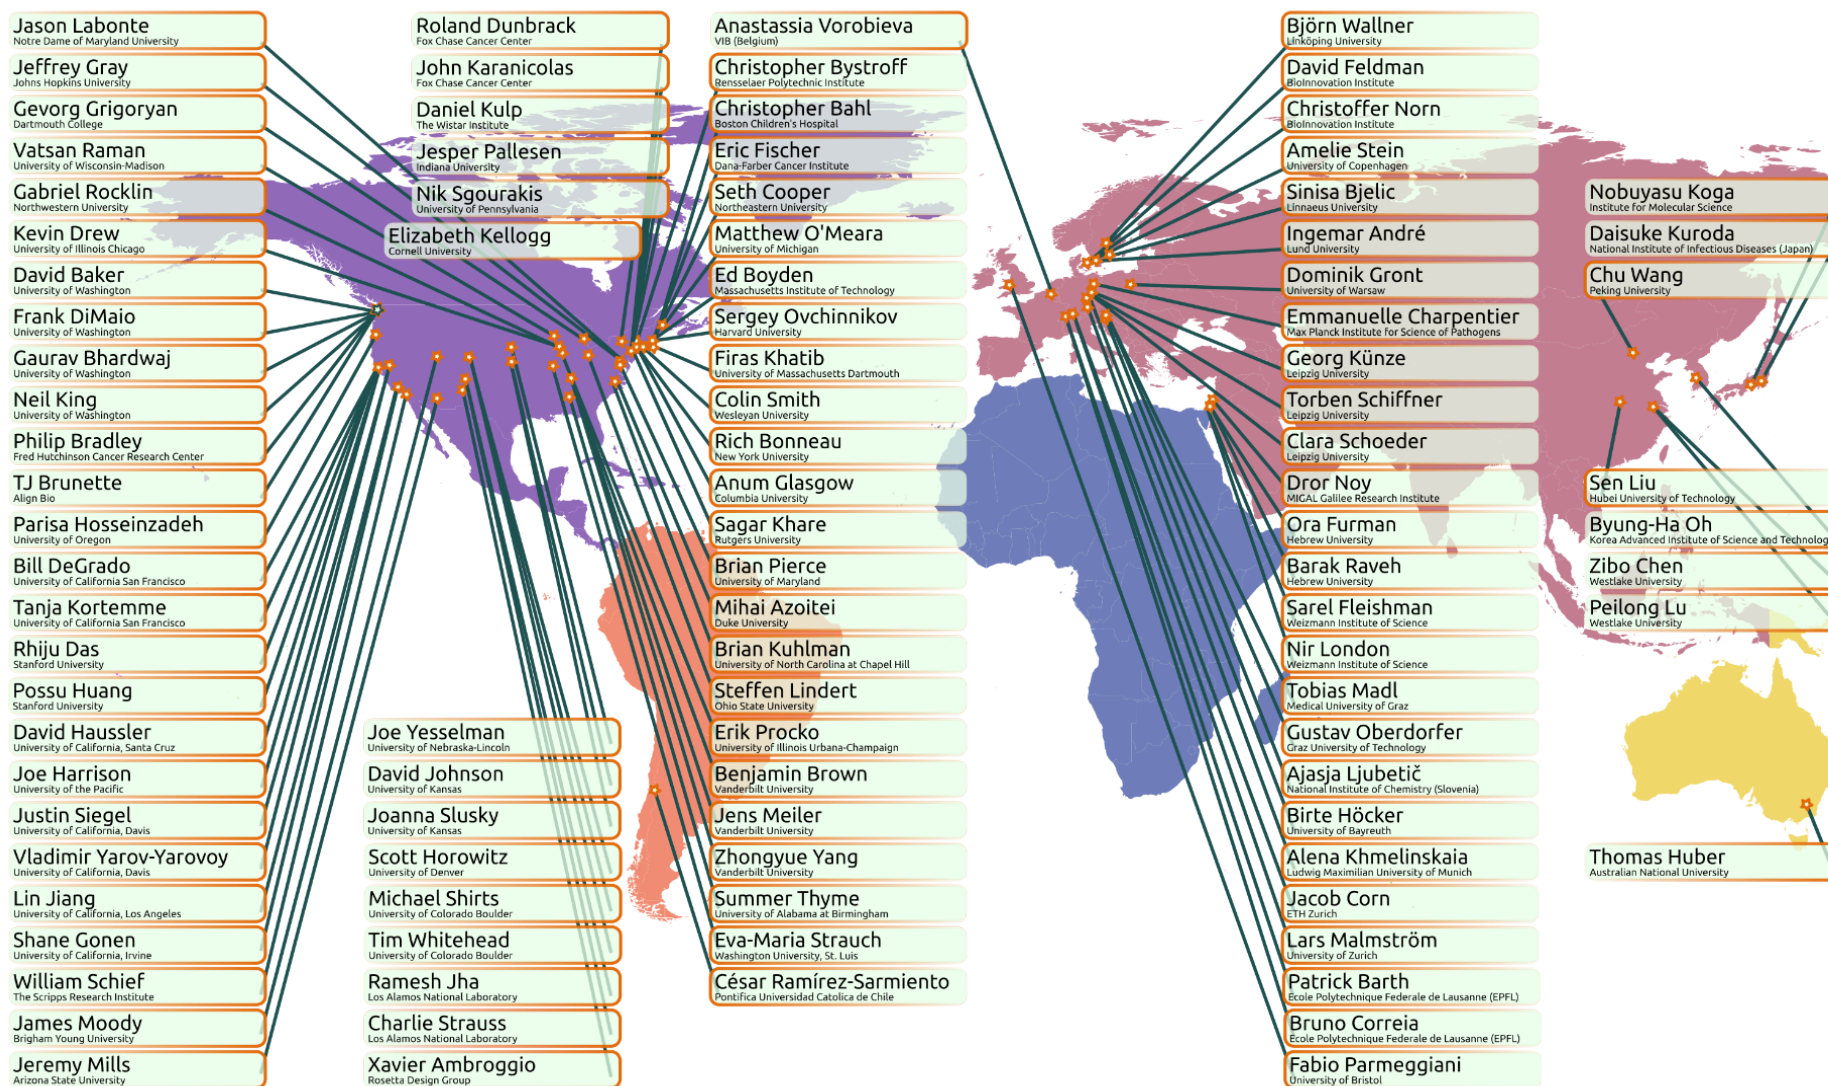 Jason Labonte
Notre Dame of Maryland University
Jeffrey Gray
Johns Hopkins University
Gevorg Grigoryan
Dartmouth College
Vatsan Raman
University of Wisconsin-Madison
Gabriel Rocklin
Northwestern University
Kevin Drew
University of Illinois Chicago
David Baker
University of Washington
Frank DiMaio
University of Washington
Gaurav Bhardwaj
University of Washington
Neil King
University of Washington
Philip Bradley
Fred Hutchinson Cancer Research Center
TJ Brunette
Align Bio
Parisa Hosseinzadeh
University of Oregon
Bill DeGrado
University of California San Francisco
Tanja Kortemme
University of California San Francisco
Rhiju Das
Stanford University
Possu Huang
Stanford University
David Haussler
University of California, Santa Cruz
Joe Harrison
University of the Pacific
Justin Siegel
University of California, Davis
Vladimir Yarov-Yarovoy
University of California, Davis
Lin Jiang
University of California, Los Angeles
Shane Gonen
University of California, Irvine
William Schief
The Scripps Research Institute
James Moody
Brigham Young University
Jeremy Mills
Arizona State University
Roland Dunbrack
Fox Chase Cancer Center
John Karanicolas
Fox Chase Cancer Center
Daniel Kulp
The Wistar Institute
Jesper Pallesen
Indiana University
Nik Sgourakis
University of Pennsylvania
Elizabeth Kellogg
Cornell University
Joe Yesselman
University of Nebraska-Lincoln
David Johnson
University of Kansas
Joanna Slusky
University of Kansas
Scott Horowitz
University of Denver
Michael Shirts
University of Colorado Boulder
Tim Whitehead
University of Colorado Boulder
Ramesh Jha
Los Alamos National Laboratory
Charlie Strauss
Los Alamos National Laboratory
Xavier Ambroggio
Rosetta Design Group
Anastassia Vorobieva
VIB (Belgium)
Christopher Bystroff
Rensselaer Polytechnic Institute
Christopher Bahl
Boston Children's Hospital
Eric Fischer
Dana-Farber Cancer Institute
Seth Cooper
Northeastern University
Matthew O'Meara
University of Michigan
Ed Boyden
Massachusetts Institute of Technology
Sergey Ovchinnikov
Harvard University
Firas Khatib
University of Massachusetts Dartmouth
Colin Smith
Wesleyan University
Rich Bonneau
New York University
Anum Glasgow
Columbia University
Sagar Khare
Rutgers University
Brian Pierce
University of Maryland
Mihai Azoitei
Duke University
Brian Kuhlman
University of North Carolina at Chapel Hill
Steffen Lindert
Ohio State University
Erik Procko
University of Illinois Urbana-Champaign
Benjamin Brown
Vanderbilt University
Jens Meiler
Vanderbilt University
Zhongyue Yang
Vanderbilt University
Summer Thyme
University of Alabama at Birmingham
Eva-Maria Strauch
Washington University, St. Luis
César Ramírez-Sarmiento
Pontifica Universidad Catolica de Chile
Björn Wallner
Linköping University
David Feldman
BioInnovation Institute
Christoffer Norn
BioInnovation Institute
Amelie Stein
University of Copenhagen
Sinisa Bjelic
Linnaeus University
Ingemar André
Lund University
Dominik Gront
University of Warsaw
Emmanuelle Charpentier
Max Planck Institute for Science of Pathogens
Georg Künze
Leipzig University
Torben Schiffner
Leipzig University
Clara Schoeder
Leipzig University
Dror Noy
MIGAL Galilee Research Institute
Ora Furman
Hebrew University
Barak Raveh
Hebrew University
Sarel Fleishman
Weizmann Institute of Science
Nir London
Weizmann Institute of Science
Tobias Madl
Medical University of Graz
Gustav Oberdorfer
Graz University of Technology
Ajasja Ljubetič
National Institute of Chemistry (Slovenia)
Birte Höcker
University of Bayreuth
Alena Khmelinskaia
Ludwig Maximilian University of Munich
Jacob Corn
ETH Zurich
Lars Malmström
University of Zurich
Patrick Barth
Ecole Polytechnique Federale de Lausanne (EPFL)
Bruno Correia
Ecole Polytechnique Federale de Lausanne (EPFL)
Fabio Parmeggiani
University of Bristol
Nobuyasu Koga
Institute for Molecular Science
Daisuke Kuroda
National Institute of Infectious Diseases (Japan)
Chu Wang
Peking University
Sen Liu
Hubei University of Technology
Byung-Ha Oh
Korea Advanced Institute of Science and Technolog
Zibo Chen
Westlake University
Peilong Lu
Westlake University
Thomas Huber
Australian National University